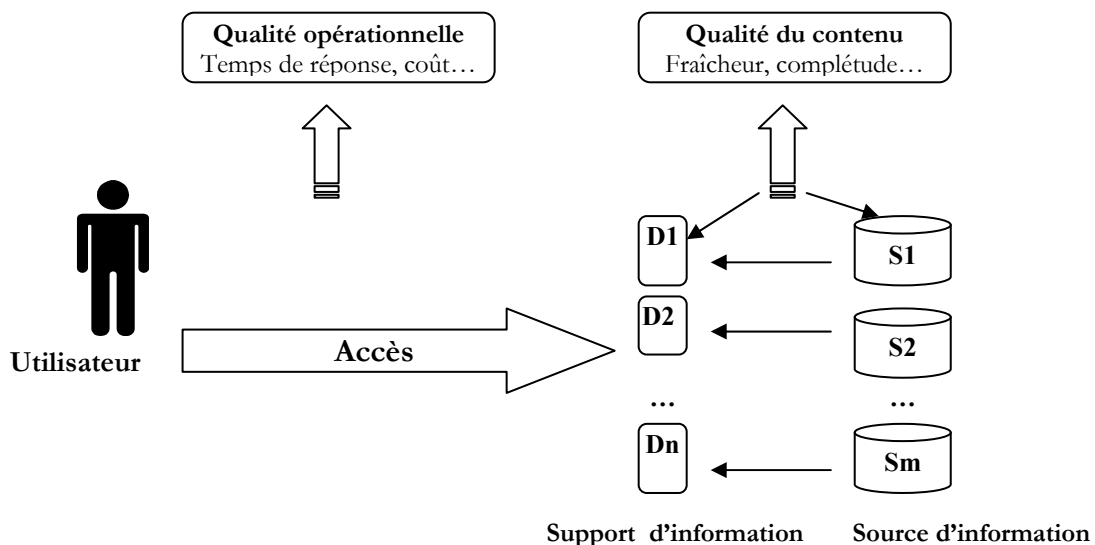 Qualité opérationnelle
Temps de réponse, coût…
Qualité du contenu
Fraîcheur, complétude…
D1
S1
D2
S2
Utilisateur
Accès
…
…
Dn
Sm
Support d'information
Source d'information